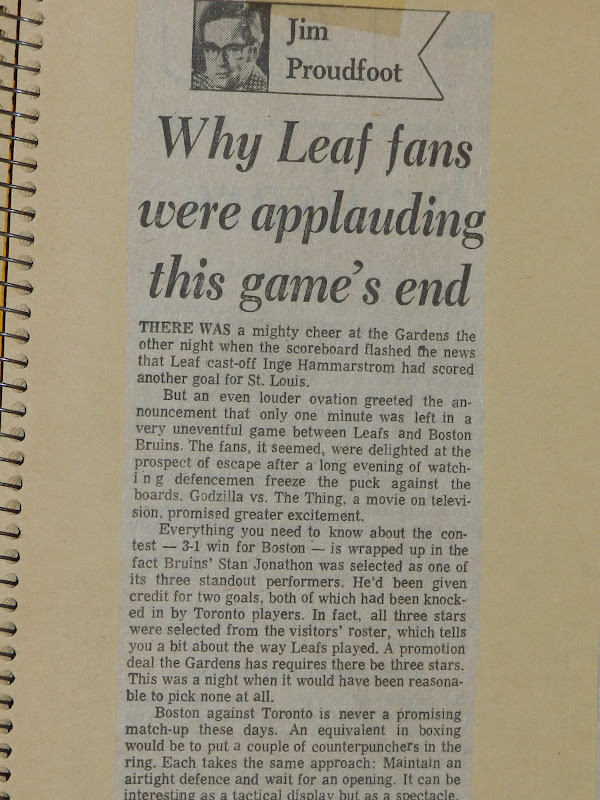 Jim
Proudfoot
Why Leaf fans
were applauding
this game's end
THERE WAS a mighty cheer at the Gardens the
other night when the scoreboard flashed the news
that Leaf cast-off Inge Hammarstrom had scored
another goal for St. Louis.
But an even louder ovation greeted the an-
nouncement that only one minute was left in a
very uneventful game between Leafs and Boston
Bruins. The fans, it seemed, were delighted at the
prospect of escape after a long evening of watch-
ing defencemen freeze the puck against the
boards. Godzilla vs. The Thing, a movie on televi-
sion, promised greater excitement.
Everything you need to know about the con-
test — 3-1 win for Boston — is wrapped up in the
fact Bruins' Stan Jonathon was selected as one of
its three standout performers. He'd been given
credit for two goals, both of which had been knock-
ed in by Toronto players. In fact, all three stars
were selected from the visitors' roster, which tells
you a bit about the way Leafs played. A promotion
deal the Gardens has requires there be three stars.
This was a night when it would have been reasona-
ble to pick none at all.
Boston against Toronto is never a promising
match-up these days. An equivalent in boxing
would be to put a couple of counterpunchers in the
ring. Each takes the same approach: Maintain an
airtight defence and wait for an opening. It can be
interesting as a tactical display but as a spectacle,